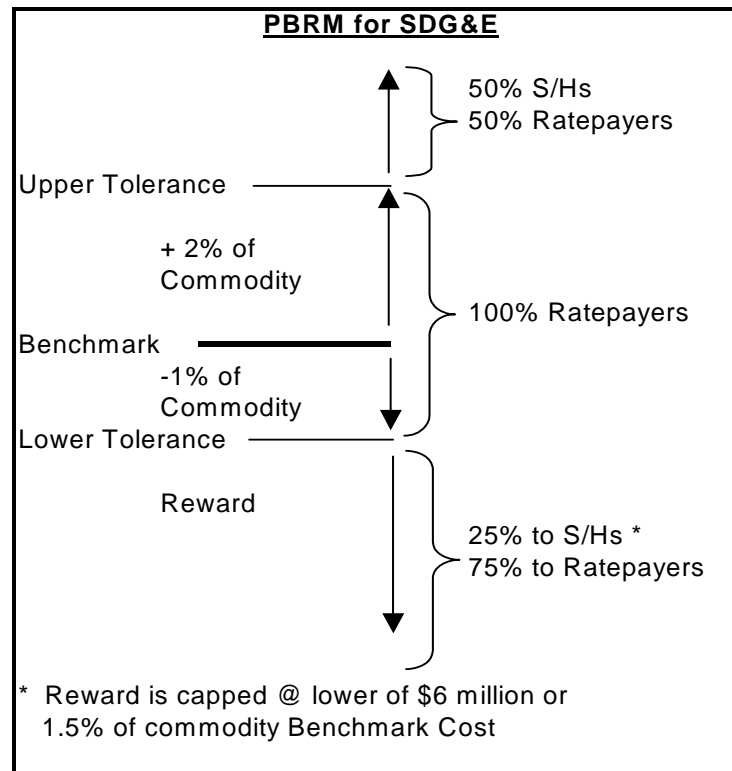 PBRM for SDG&E
50% S/Hs
50% Ratepayers
Upper Tolerance
+ 2% of
Commodity
100% Ratepayers
Benchmark
-1% of
Commodity
Lower Tolerance
Reward
25% to S/Hs *
75% to Ratepayers
* Reward is capped @ lower of $6 million or
1.5% of commodity Benchmark Cost